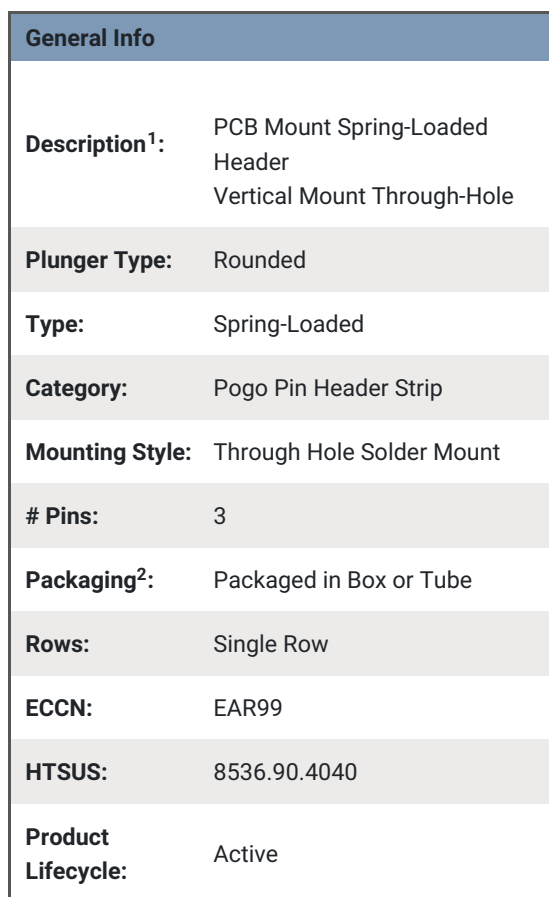 General Info
Description1: PCB Mount Spring-Loaded
Header
Vertical Mount Through-Hole
Plunger Type: Rounded
Type: Spring-Loaded
Category: Pogo Pin Header Strip
Mounting Style: Through Hole Solder Mount
# Pins: 3
Packaging2: Packaged in Box or Tube
Rows: Single Row
ECCN: EAR99
HTSUS: 8536.90.4040
Product
Lifecycle: Active